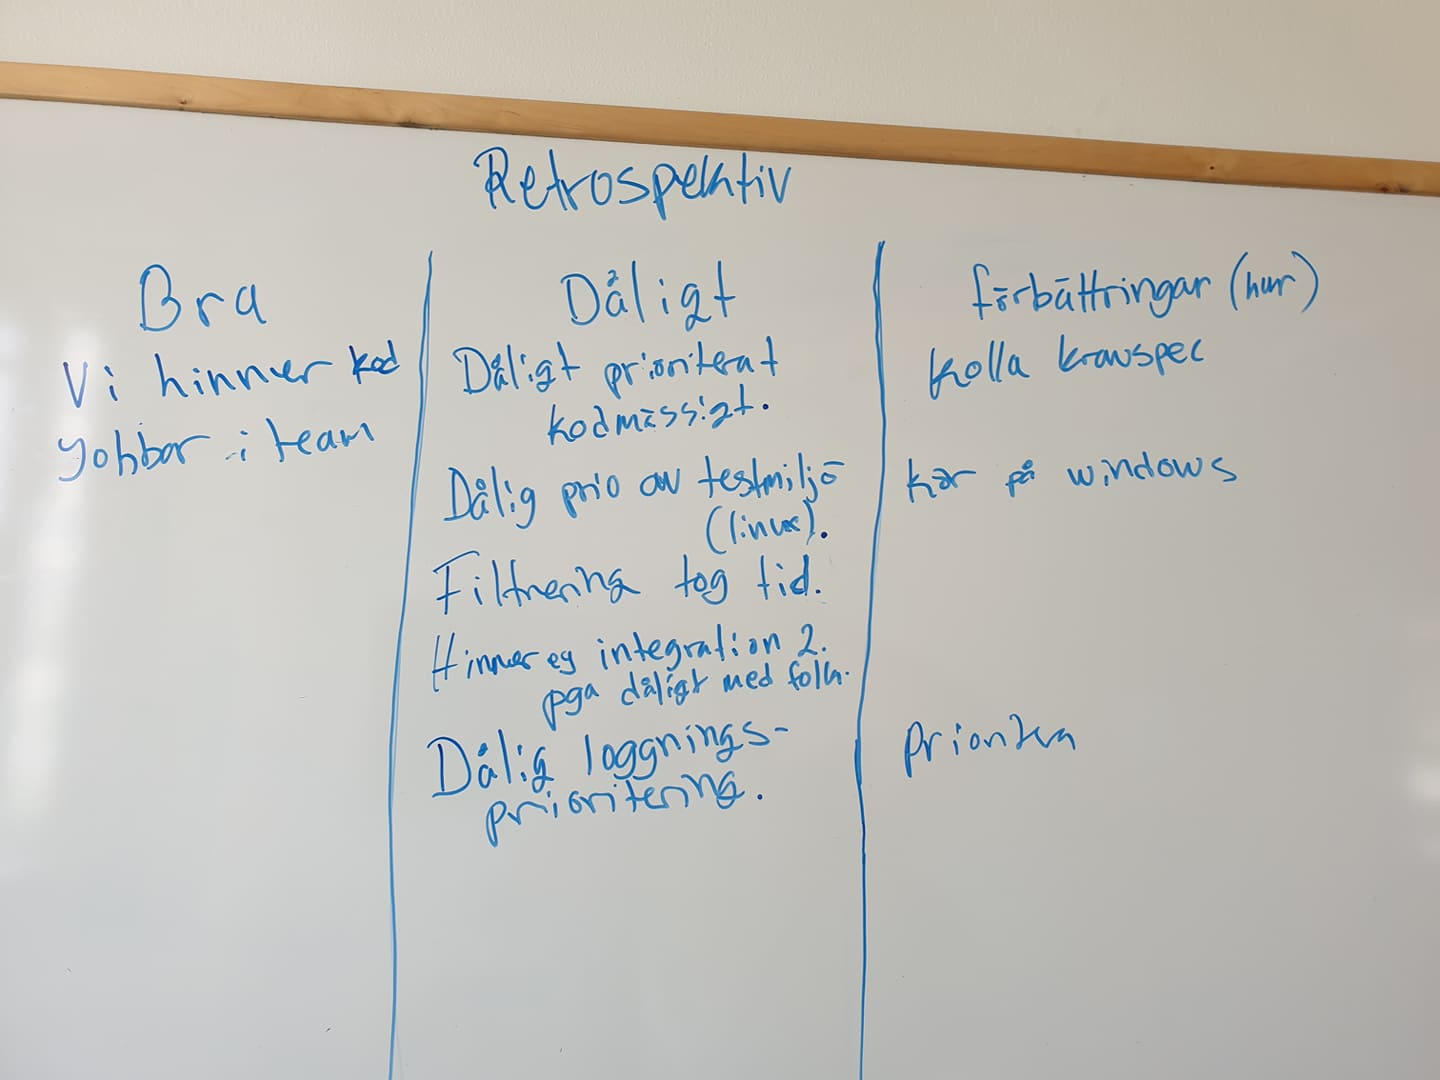 Retrospektiv
Bra
Vi hinner kod
Jobbar i team
Dåligt
Dåligt prioriterat
kodmässigt.
Dålig prio av testmiljö
(linux).
Filtrering tog tid.
Hinner ej integration 2.
pga dåligt med folk.
Dålig loggnings-
prioritering.
förbättringar (hur)
kolla kravspec
kör på windows
Prioritera